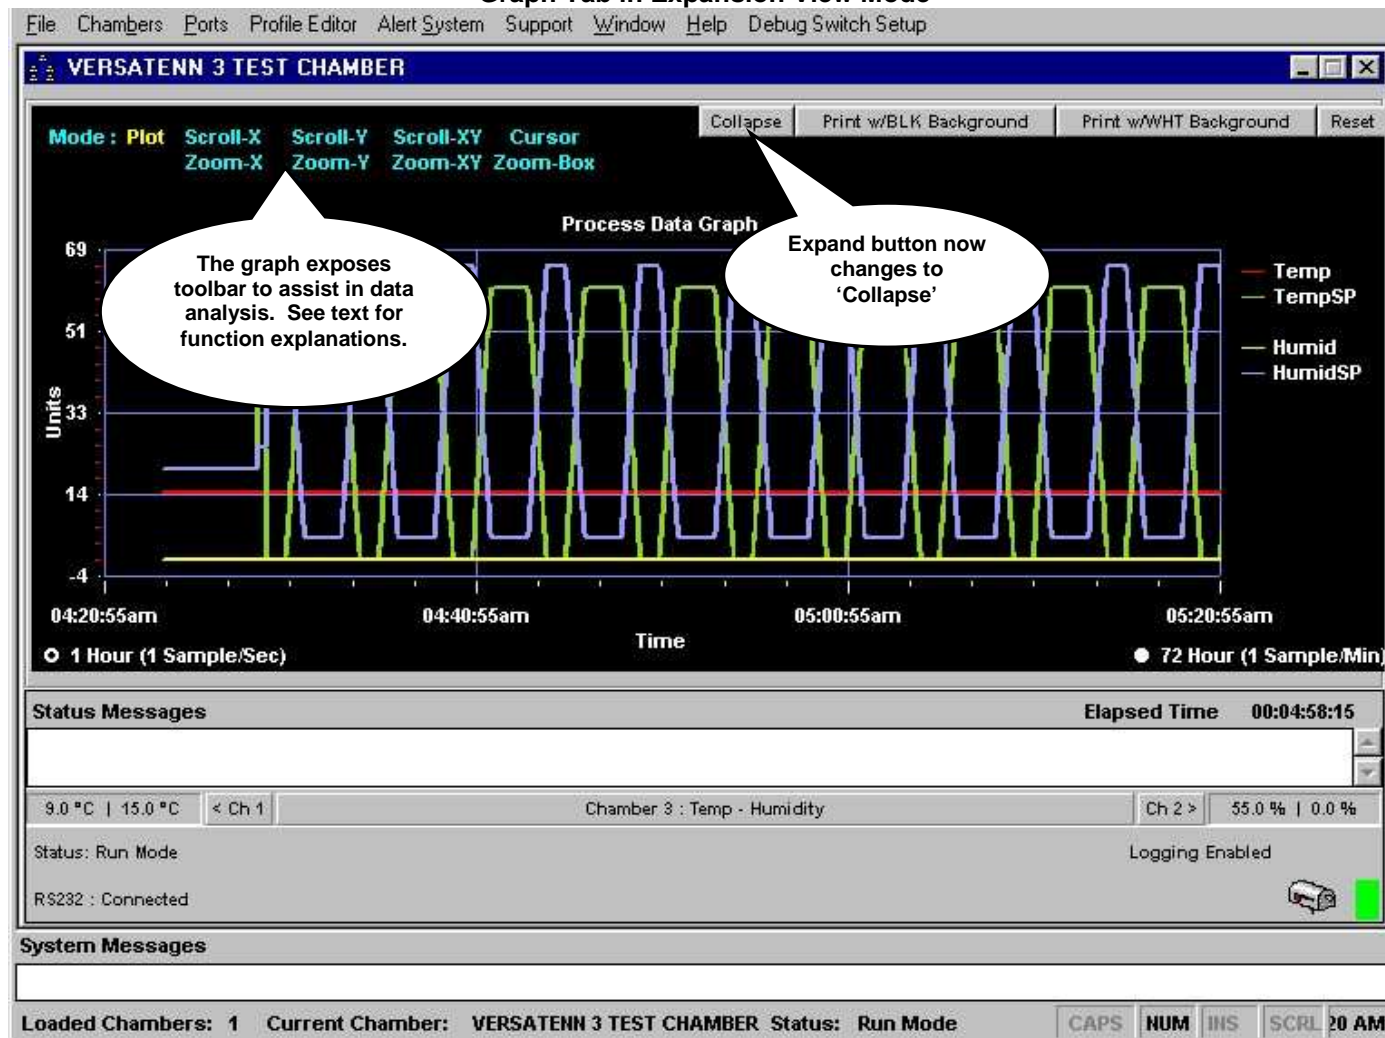 Graph Tab in Expansion View Mode
File Chambers Ports Profile Editor Alert System Support Window Help Debug Switch Setup
VERSATENN 3 TEST CHAMBER
Collapse Print w/BLK Background Print w/WHT Background Reset
Mode : Plot Scroll-X Scroll-Y Scroll-XY Cursor
Zoom-X Zoom-Y Zoom-XY Zoom-Box
Process Data Graph
The graph exposes
toolbar to assist in data
analysis. See text for
function explanations.
Expand button now
changes to
‘Collapse’
69
51
33
14
-4
Units
Temp
TempSP
Humid
HumidSP
04:20:55am 04:40:55am 05:00:55am 05:20:55am
Time
1 Hour (1 Sample/Sec) 72 Hour (1 Sample/Min)
Status Messages Elapsed Time 00:04:58:15
9.0 °C | 15.0 °C < Ch 1 Chamber 3 : Temp - Humidity Ch 2 > 55.0 % | 0.0 %
Status: Run Mode Logging Enabled
RS232 : Connected
System Messages
Loaded Chambers: 1 Current Chamber: VERSATENN 3 TEST CHAMBER Status: Run Mode CAPS NUM INS SCRL 20 AM